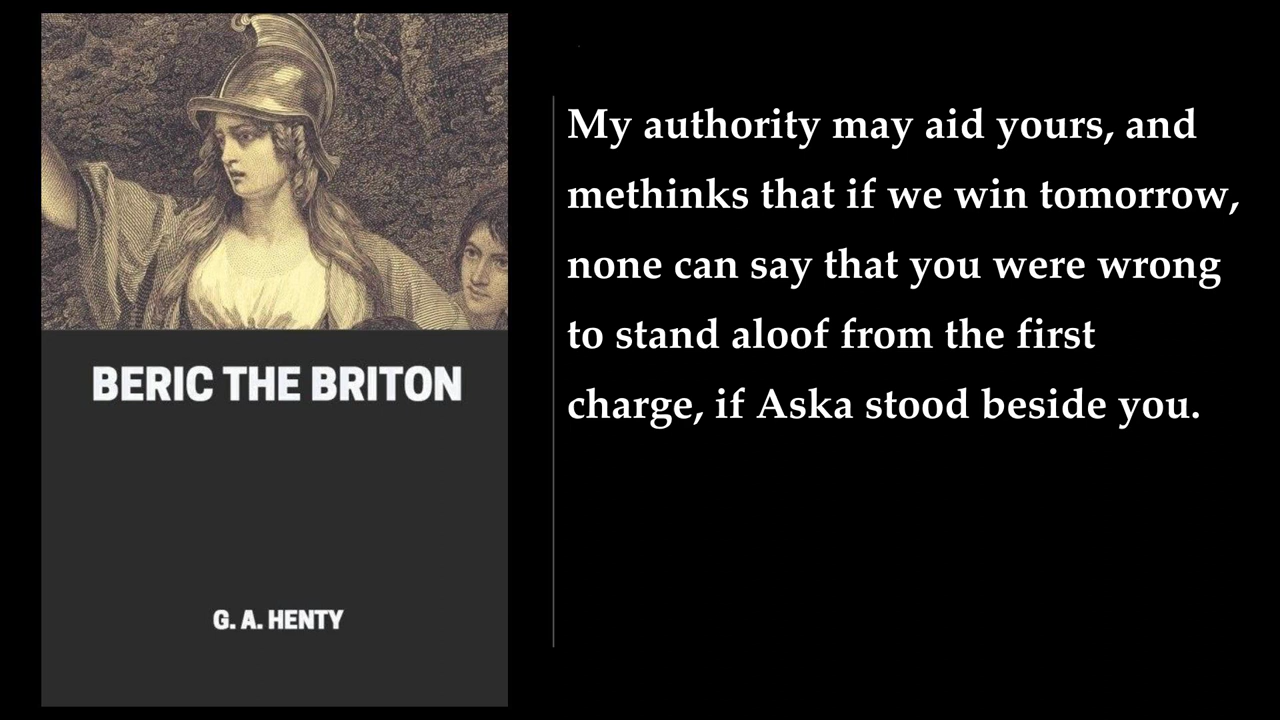 BERIC THE BRITON
G. A. HENTY
My authority may aid yours, and
methinks that if we win tomorrow,
none can say that you were wrong
to stand aloof from the first
charge, if Aska stood beside you.